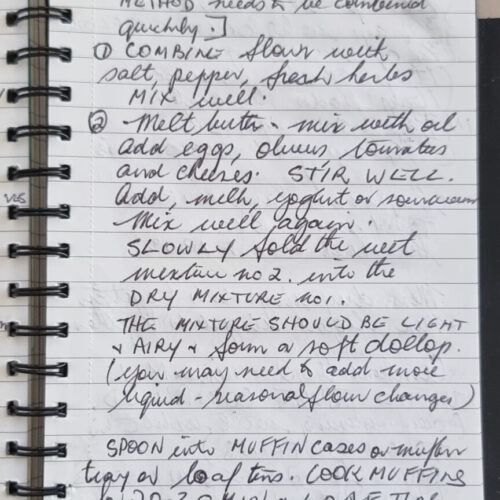 METHOD needs to be combined
quickly.]
① COMBINE flour with
salt, pepper, fresh herbs
Mix well.
② Melt butter - mix with oil
add eggs, olives, tomatoes
and cheeses. STIR WELL.
Add, milk, yoghurt or sourcream
Mix well again.
SLOWLY fold the wet
mixture no 2. into the
DRY MIXTURE no1.
THE MIXTURE SHOULD BE LIGHT
& AIRY & form a soft dollop.
(you may need to add more
liquid - seasonal flour changes)
SPOON into MUFFIN cases or muffin
tray or loaf tins. COOK MUFFINS